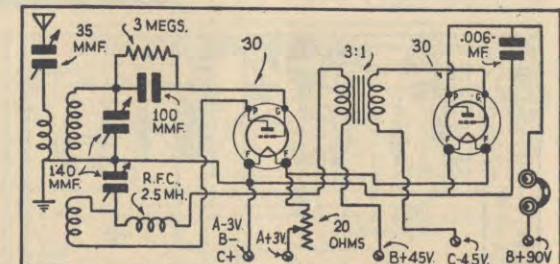 35
MMF.
3 MEGS.
100
MMF.
30
3:1
30
.006-
MF.
P
G
F
F
P
G
F
F
140
MMF.
R.F.C.,
2.5 MH.
20
OHMS
A-3V.
B-
C+
A+3V.
B+45V.
C-4.5V.
B+90V.